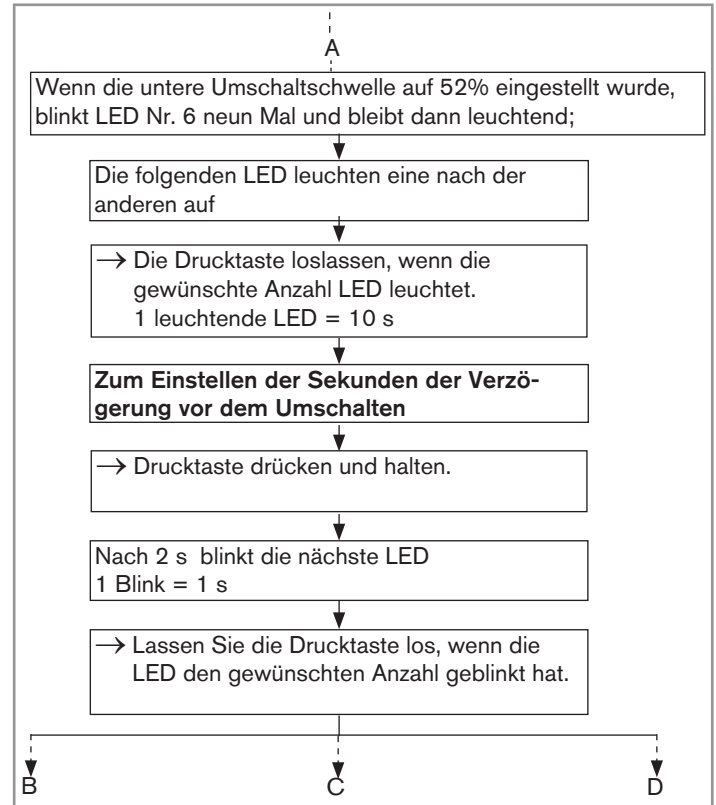 A
Wenn die untere Umschaltschwelle auf 52% eingestellt wurde,
blinkt LED Nr. 6 neun Mal und bleibt dann leuchtend;
Die folgenden LED leuchten eine nach der
anderen auf
→ Die Drucktaste loslassen, wenn die
gewünschte Anzahl LED leuchtet.
1 leuchtende LED = 10 s
Zum Einstellen der Sekunden der Verzö-
gerung vor dem Umschalten
→ Drucktaste drücken und halten.
Nach 2 s blinkt die nächste LED
1 Blink = 1 s
→ Lassen Sie die Drucktaste los, wenn die
LED den gewünschten Anzahl geblinkt hat.
B C D